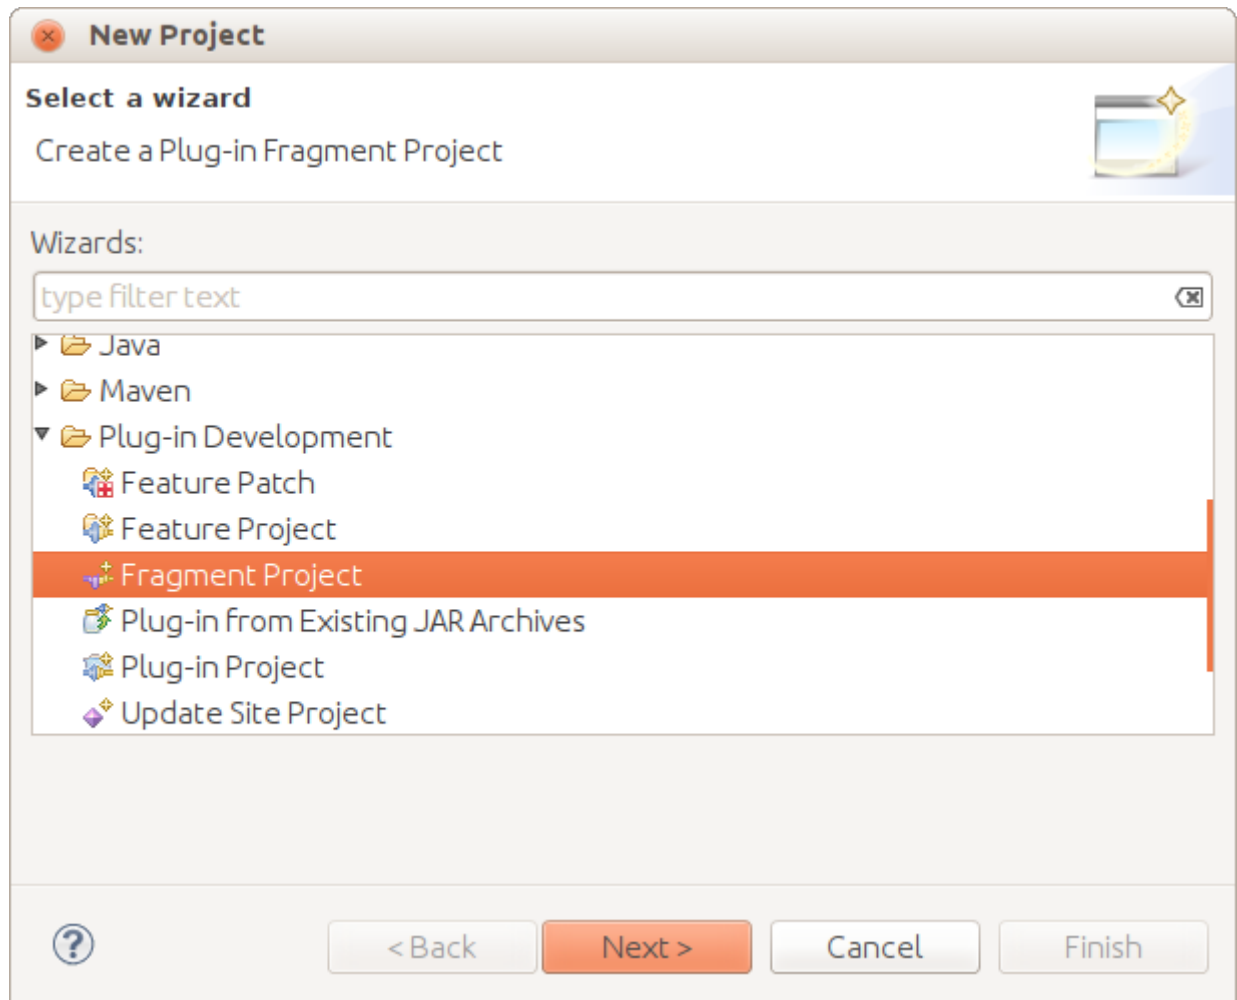 New Project
Select a wizard
Create a Plug-in Fragment Project
Wizards:
type filter text
Java
Maven
Plug-in Development
Feature Patch
Feature Project
Fragment Project
Plug-in from Existing JAR Archives
Plug-in Project
Update Site Project
< Back Next > Cancel Finish